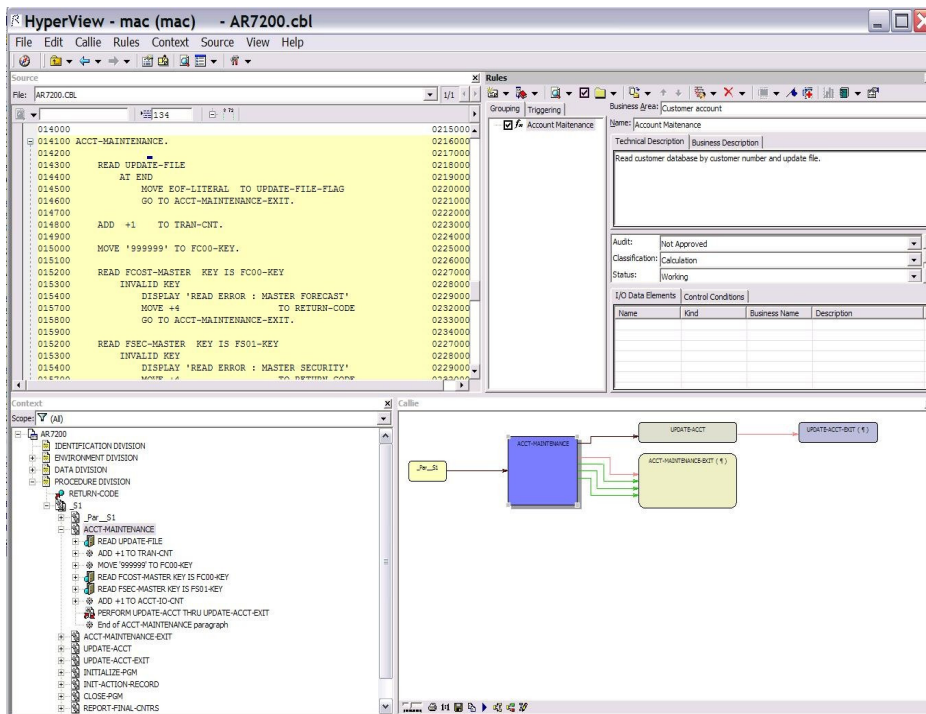 HyperView - mac (mac) - AR7200.cbl
File Edit Callie Rules Context Source View Help
Source
File: AR7200.CBL
1/1
134
014000 0215000
014100 ACCT-MAINTENANCE. 0216000
014200 0217000
014300 READ UPDATE-FILE 0218000
014400 AT END 0219000
014500 MOVE EOF-LITERAL TO UPDATE-FILE-FLAG 0220000
014600 GO TO ACCT-MAINTENANCE-EXIT. 0221000
014700 0222000
014800 ADD +1 TO TRAN-CNT. 0223000
014900 0224000
015000 MOVE '999999' TO FC00-KEY. 0225000
015100 0226000
015200 READ FCOST-MASTER KEY IS FC00-KEY 0227000
015300 INVALID KEY 0228000
015400 DISPLAY 'READ ERROR : MASTER FORECAST' 0229000
015700 MOVE +4 TO RETURN-CODE 0232000
015800 GO TO ACCT-MAINTENANCE-EXIT. 0233000
015900 0234000
015200 READ FSEC-MASTER KEY IS FS01-KEY 0227000
015300 INVALID KEY 0228000
015400 DISPLAY 'READ ERROR : MASTER SECURITY' 0229000
015700 MOVE +4 TO RETURN-CODE 0232000
Rules
Grouping Triggering
Account Maitenance
Business Area: Customer account
Name: Account Maitenance
Technical Description Business Description
Read customer database by customer number and update file.
Audit: Not Approved
Classification: Calculation
Status: Working
I/O Data Elements Control Conditions
Name Kind Business Name Description
Context
Scope: (All)
AR7200
IDENTIFICATION DIVISION
ENVIRONMENT DIVISION
DATA DIVISION
PROCEDURE DIVISION
RETURN-CODE
_S1
_Par__S1
ACCT-MAINTENANCE
READ UPDATE-FILE
ADD +1 TO TRAN-CNT
MOVE '999999' TO FC00-KEY
READ FCOST-MASTER KEY IS FC00-KEY
READ FSEC-MASTER KEY IS FS01-KEY
ADD +1 TO ACCT-IO-CNT
PERFORM UPDATE-ACCT THRU UPDATE-ACCT-EXIT
End of ACCT-MAINTENANCE paragraph
ACCT-MAINTENANCE-EXIT
UPDATE-ACCT
UPDATE-ACCT-EXIT
INITIALIZE-PGM
INIT-ACTION-RECORD
CLOSE-PGM
REPORT-FINAL-CNTRS
Callie
_Par__S1
ACCT-MAINTENANCE
UPDATE-ACCT
UPDATE-ACCT-EXIT ( ¶ )
ACCT-MAINTENANCE-EXIT ( ¶ )
1:1